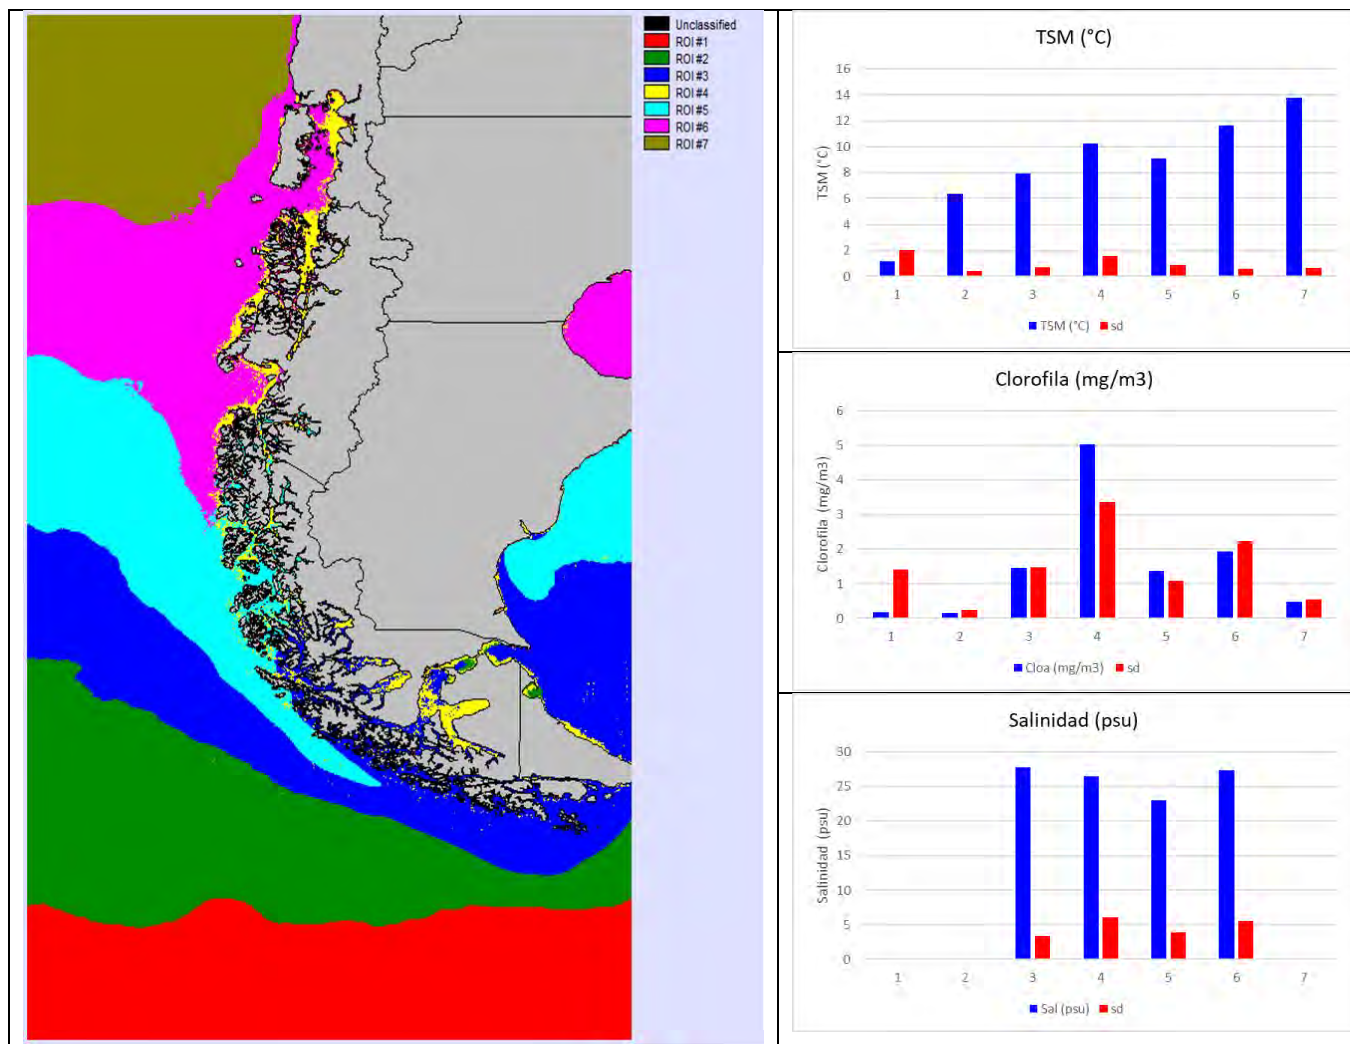 Unclassified
ROI #1
ROI #2
ROI #3
ROI #4
ROI #5
ROI #6
ROI #7
TSM (°C)
16
14
12
10
8
6
4
2
0
TSM (°C)
1 2 3 4 5 6 7
TSM (°C) sd
Clorofila (mg/m3)
6
5
4
3
2
1
0
Clorofila (mg/m3)
1 2 3 4 5 6 7
Cloa (mg/m3) sd
Salinidad (psu)
30
25
20
15
10
5
0
Salinidad (psu)
1 2 3 4 5 6 7
Sal (psu) sd